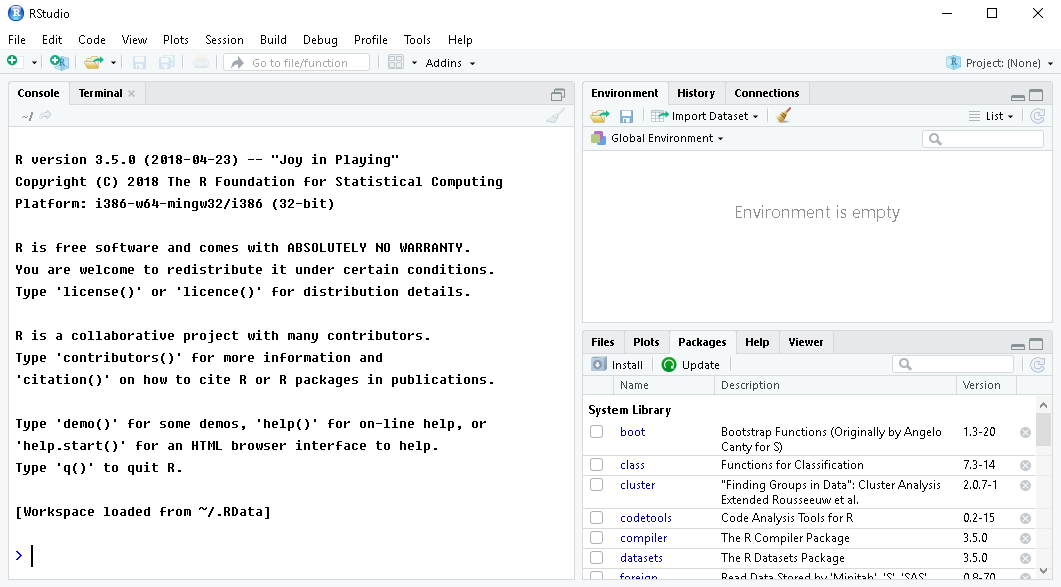 RStudio
File Edit Code View Plots Session Build Debug Profile Tools Help
Go to file/function Addins Project: (None)
Console Terminal
~/
R version 3.5.0 (2018-04-23) -- "Joy in Playing"
Copyright (C) 2018 The R Foundation for Statistical Computing
Platform: i386-w64-mingw32/i386 (32-bit)
R is free software and comes with ABSOLUTELY NO WARRANTY.
You are welcome to redistribute it under certain conditions.
Type 'license()' or 'licence()' for distribution details.
R is a collaborative project with many contributors.
Type 'contributors()' for more information and
'citation()' on how to cite R or R packages in publications.
Type 'demo()' for some demos, 'help()' for on-line help, or
'help.start()' for an HTML browser interface to help.
Type 'q()' to quit R.
[Workspace loaded from ~/.RData]
>
Environment History Connections
Import Dataset List
Global Environment
Environment is empty
Files Plots Packages Help Viewer
Install Update
Name Description Version
System Library
boot Bootstrap Functions (Originally by Angelo 1.3-20
Canty for S)
class Functions for Classification 7.3-14
cluster "Finding Groups in Data": Cluster Analysis 2.0.7-1
Extended Rousseeuw et al.
codetools Code Analysis Tools for R 0.2-15
compiler The R Compiler Package 3.5.0
datasets The R Datasets Package 3.5.0
foreign Read Data Stored by 'Minitab', 'S', 'SAS', 0.8-70